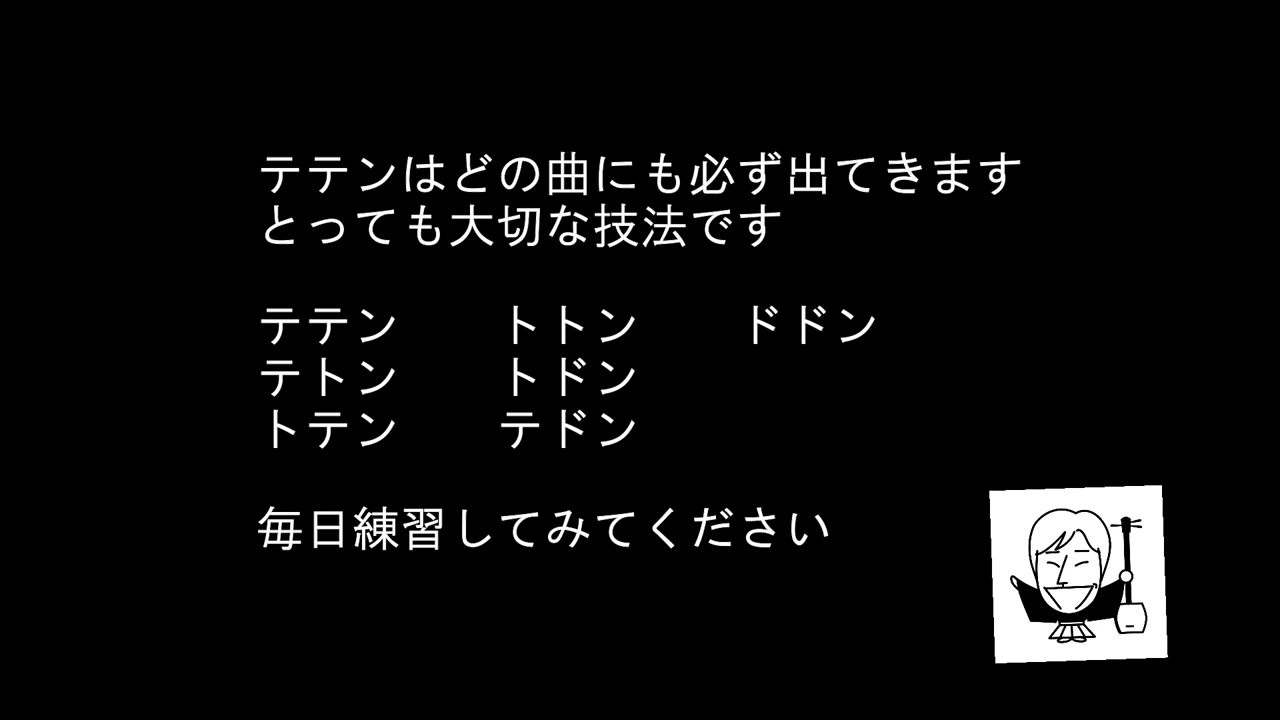 テテンはどの曲にも必ず出てきます
とっても大切な技法です
テテン　　トトン　　ドドン
テトン　　トドン
トテン　　テドン
毎日練習してみてください